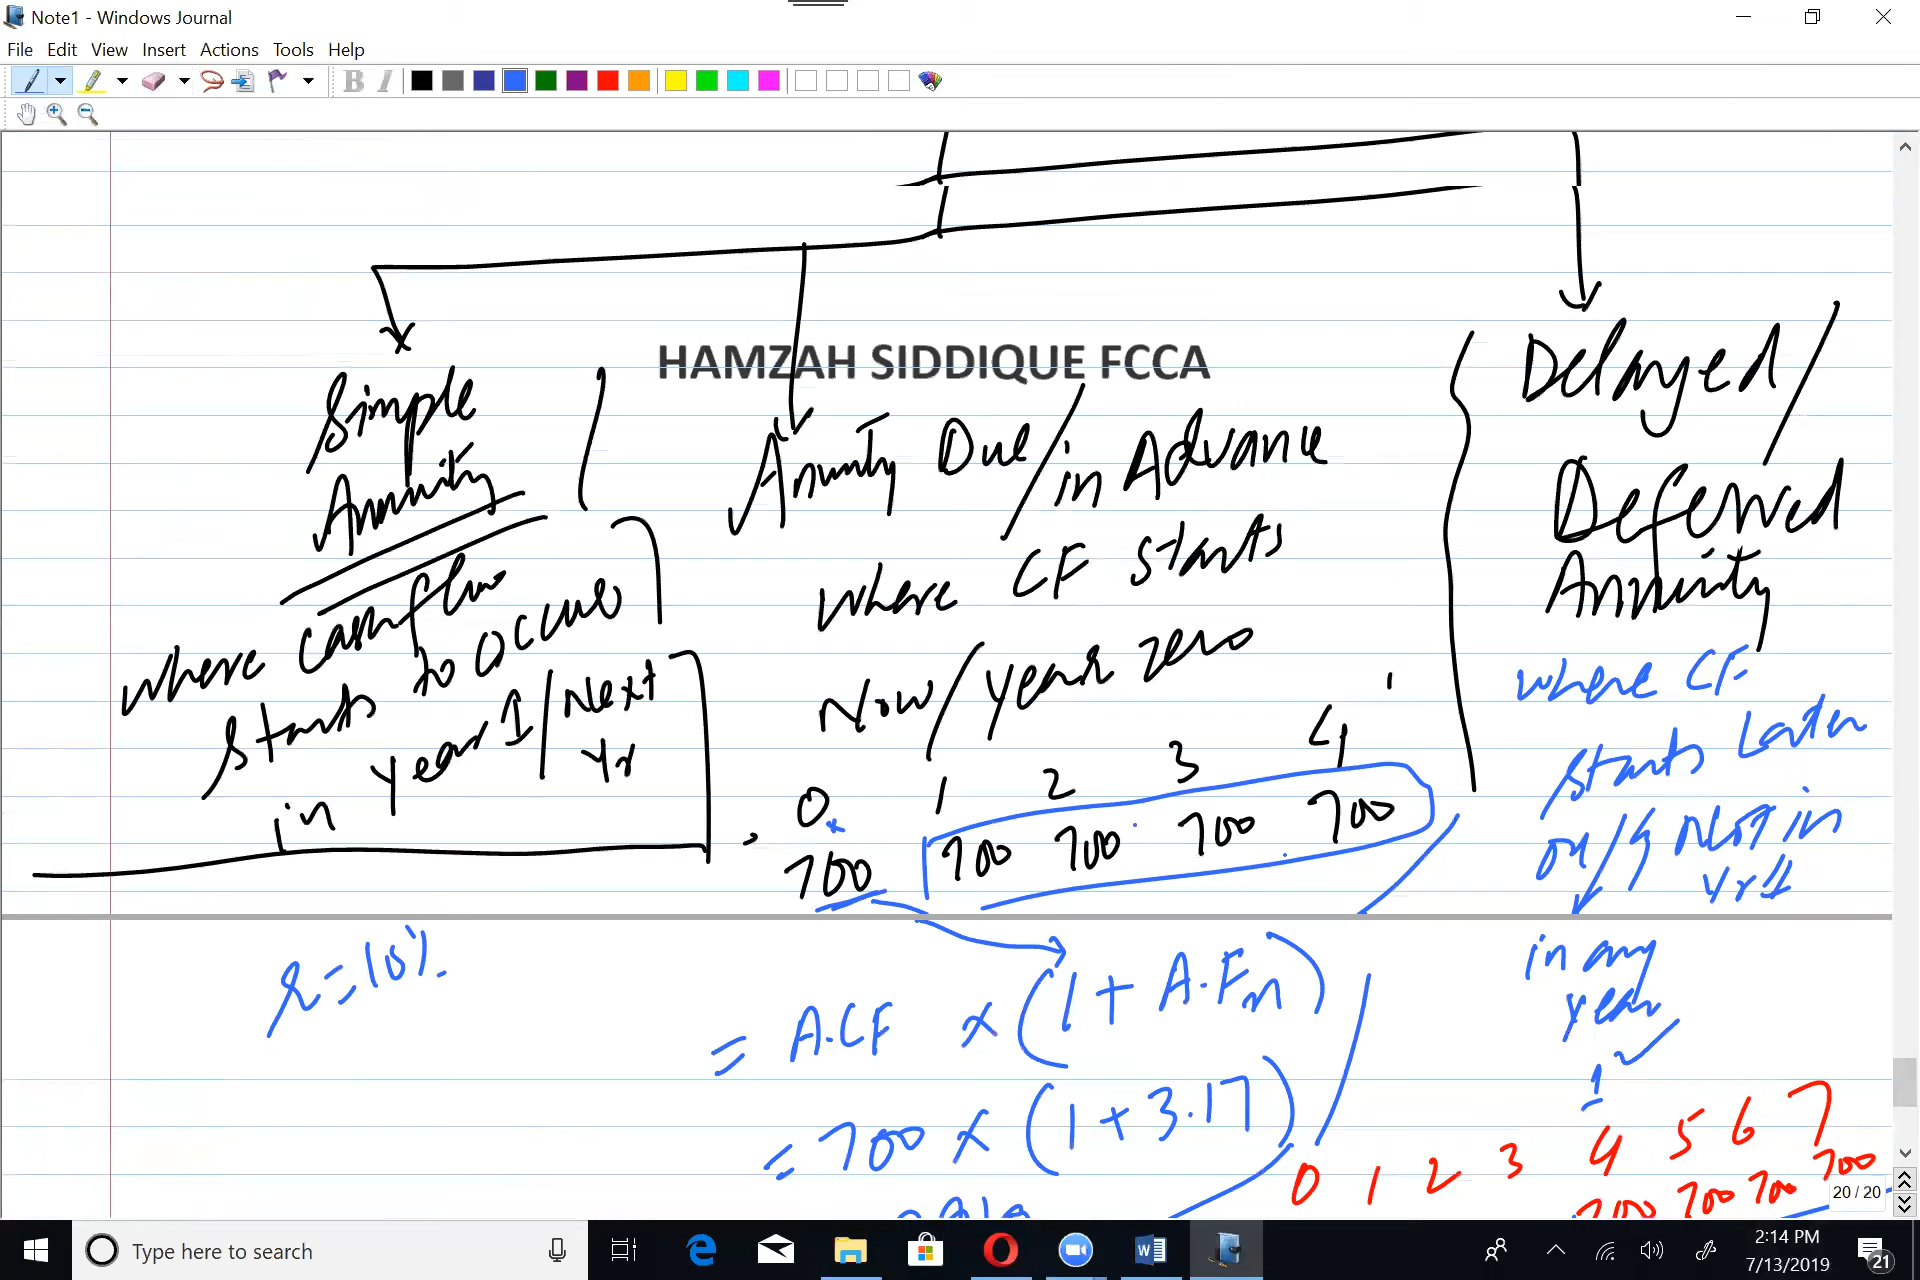 Note1 - Windows Journal
File Edit View Insert Actions Tools Help
B I
HAMZAH SIDDIQUE FCCA
Simple
Annuity
where cashflow
starts to occur
in year 1/Next
Yr
Annuity Due/in Advance
where CF starts
Now/year zero
0 1 2 3 4
700 700 700 700 700
Delayed/
Deferred
Annuity
where CF
starts Later
Not in
Yr 1
in any
year
r = 10%
= A.CF × (1 + A.Fn)
= 700 × (1 + 3.17)
0 1 2 3 4 5 6 7
700 700 700 700
20 / 20
Type here to search
2:14 PM
7/13/2019
21